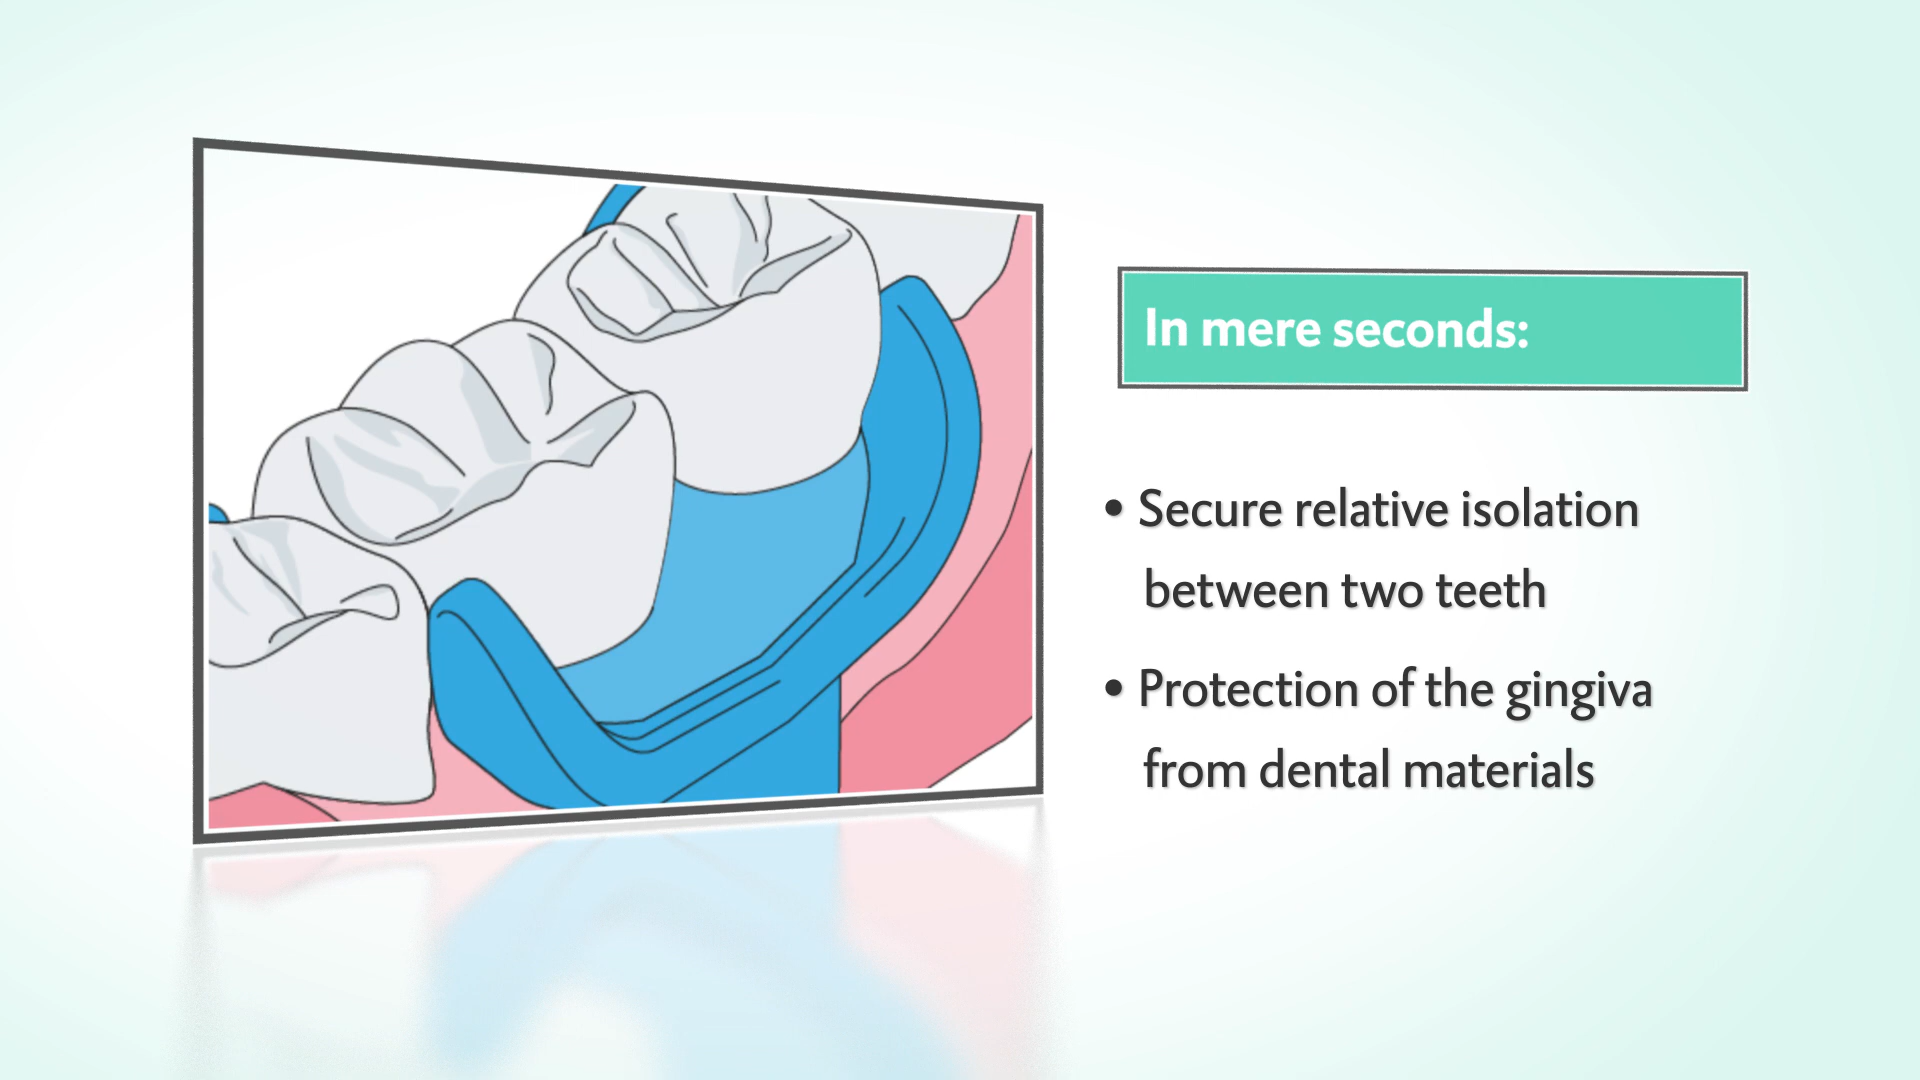 In mere seconds:
• Secure relative isolation
between two teeth
• Protection of the gingiva
from dental materials